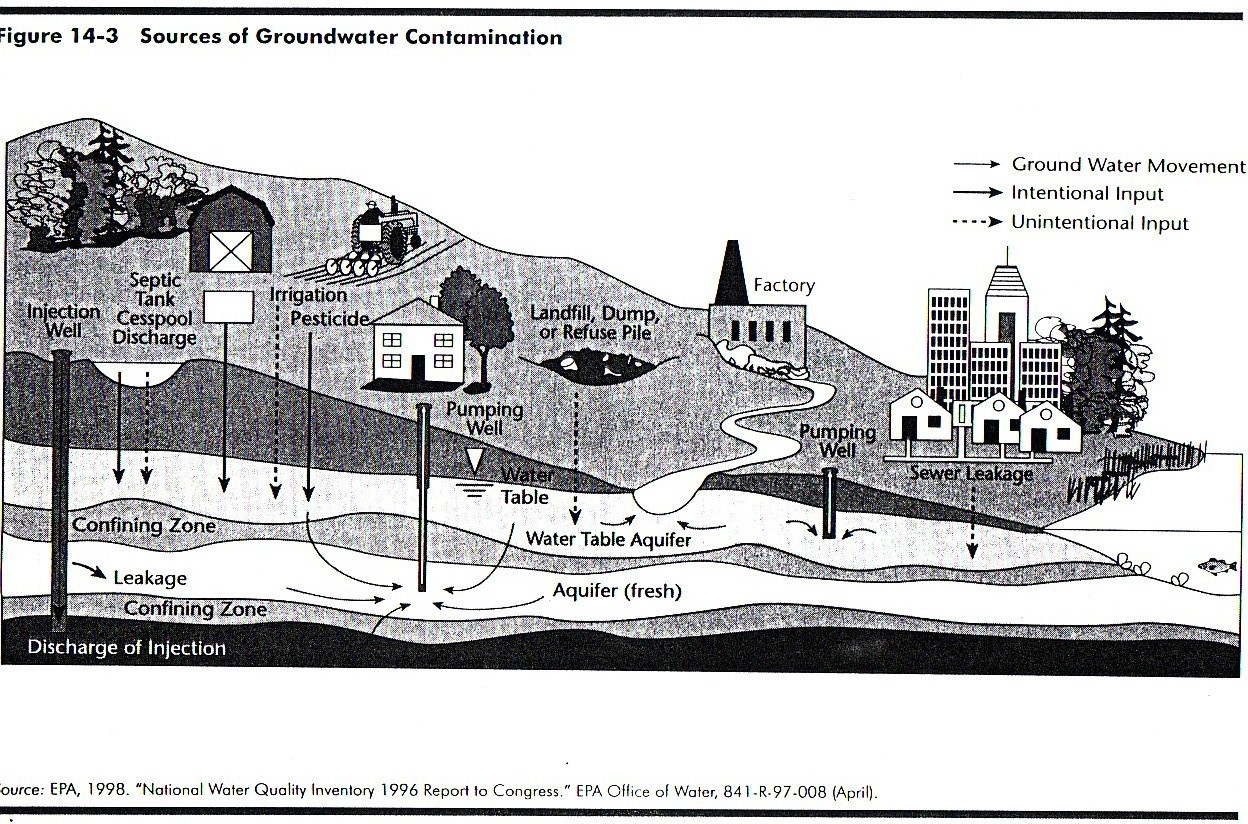 Figure 14-3 Sources of Groundwater Contamination
Ground Water Movement
Intentional Input
Unintentional Input
Septic
Tank
Cesspool
Discharge
Injection
Well
Irrigation
Pesticide
Landfill, Dump,
or Refuse Pile
Factory
Pumping
Well
Pumping
Well
Water
Table
Sewer Leakage
Confining Zone
Water Table Aquifer
Leakage
Aquifer (fresh)
Confining Zone
Discharge of Injection
ource: EPA, 1998. “National Water Quality Inventory 1996 Report to Congress.” EPA Office of Water, 841-R-97-008 (April).